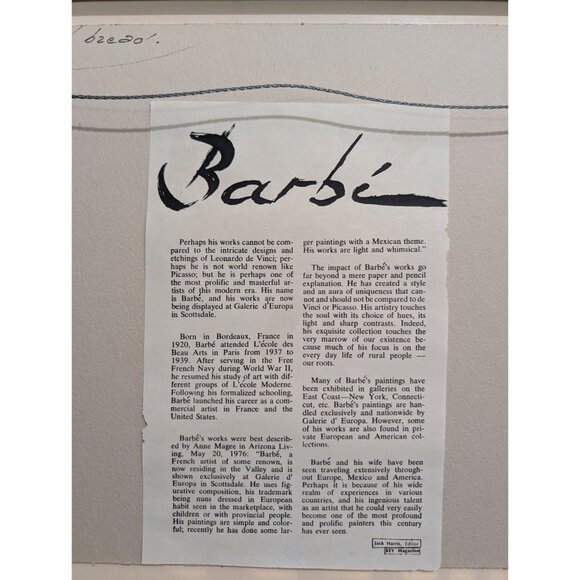 bread.
Barbé
Perhaps his works cannot be com-
pared to the intricate designs and
etchings of Leonardo de Vinci; per-
haps he is not world renown like
Picasso; but he is perhaps one of
the most prolific and masterful ar-
tists of this modern era. His name
is Barbé, and his works are now
being displayed at Galerie d'Europa
in Scottsdale.
Born in Bordeaux, France in
1920, Barbé attended L'école des
Beau Arts in Paris from 1937 to
1939. After serving in the Free
French Navy during World War II,
he resumed his study of art with dif-
ferent groups of L'école Moderne.
Following his formalized schooling,
Barbé launched his career as a com-
mercial artist in France and the
United States.
Barbé's works were best describ-
ed by Anne Magee in Arizona Liv-
ing, May 20, 1976: "Barbé, a
French artist of some renown, is
now residing in the Valley and is
shown exclusively at Galerie d'
Europa in Scottsdale. He uses fig-
urative composition, his trademark
being nuns dressed in European
habit seen in the marketplace, with
children or with provincial people.
His paintings are simple and color-
ful; recently he has done some lar-
ger paintings with a Mexican theme.
His works are light and whimsical."
The impact of Barbé's works go
far beyond a mere paper and pencil
explanation. He has created a style
and an aura of uniqueness that can-
not and should not be compared to de
Vinci or Picasso. His artistry touches
the soul with its choice of hues, its
light and sharp contrasts. Indeed,
his exquisite collection touches the
very marrow of our existence be-
cause much of his focus is on the
every day life of rural people —
our roots.
Many of Barbé's paintings have
been exhibited in galleries on the
East Coast—New York, Connecti-
cut, etc. Barbé's paintings are han-
dled exclusively and nationwide by
Galerie d' Europa. However, some
of his works are also found in pri-
vate European and American col-
lections.
Barbé and his wife have been
seen traveling extensively through-
out Europe, Mexico and America.
Perhaps it is because of his wide
realm of experiences in various
countries, and his ingenious talent
as an artist that he could very easily
become one of the most profound
and prolific painters this century
has ever seen.
Jack Harris, Editor
KEY Magazine